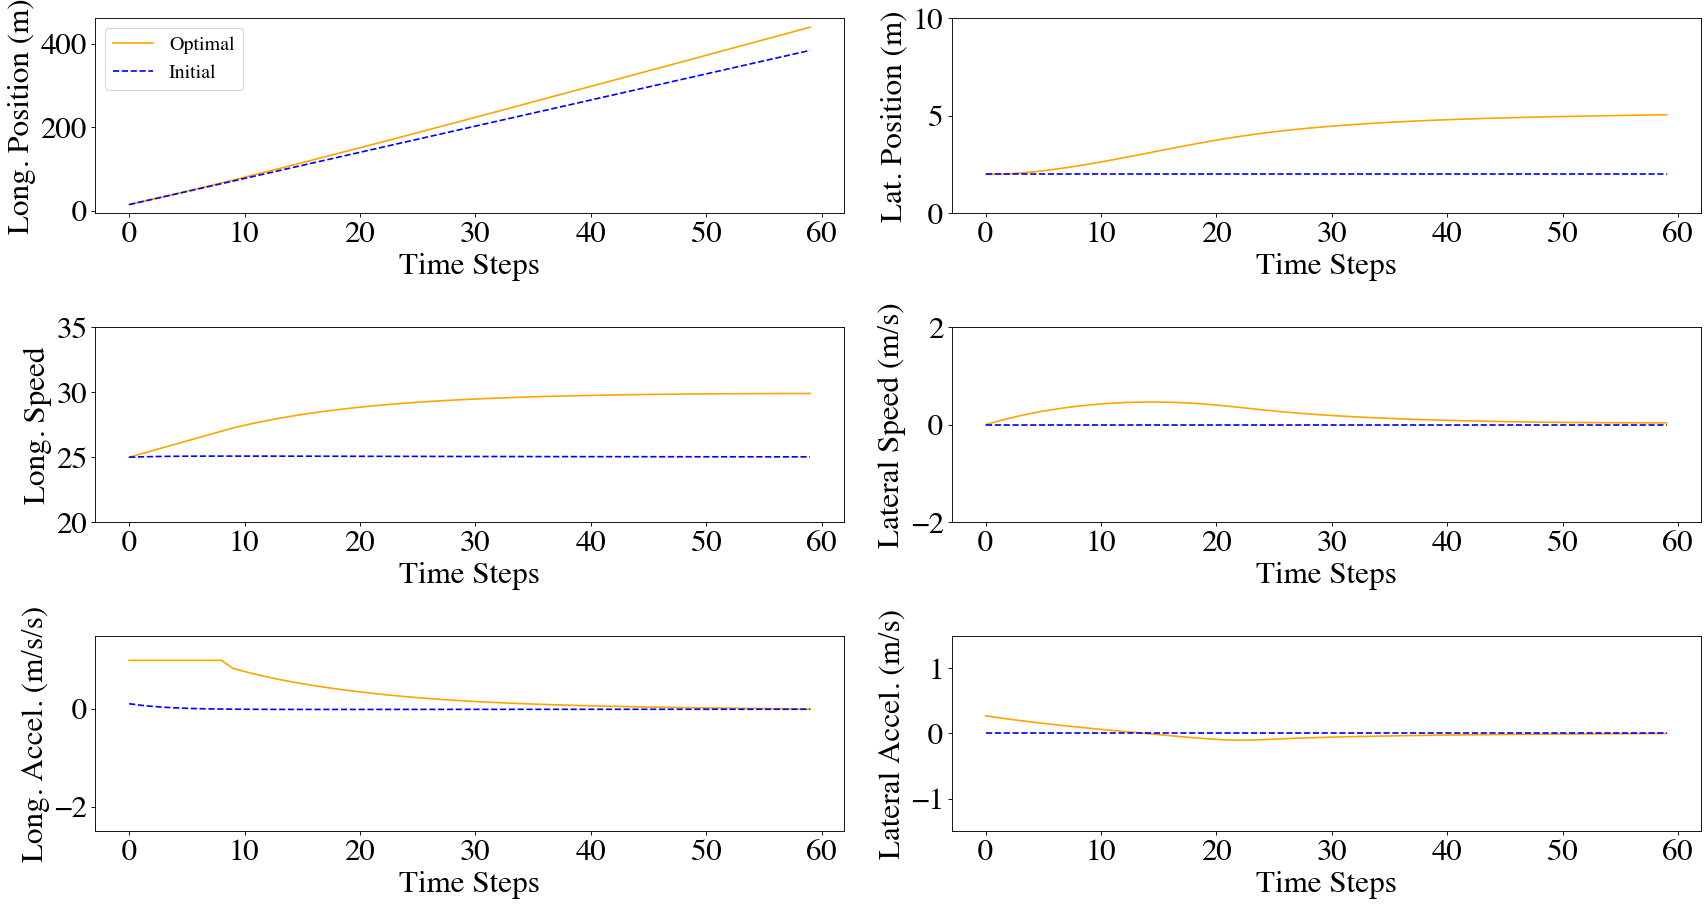 Long. Position (m)
400
200
0
Optimal
Initial
0 10 20 30 40 50 60
Time Steps
Lat. Position (m)
10
5
0
0 10 20 30 40 50 60
Time Steps
Long. Speed
35
30
25
20
0 10 20 30 40 50 60
Time Steps
Lateral Speed (m/s)
2
0
−2
0 10 20 30 40 50 60
Time Steps
Long. Accel. (m/s/s)
0
−2
0 10 20 30 40 50 60
Time Steps
Lateral Accel. (m/s)
1
0
−1
0 10 20 30 40 50 60
Time Steps